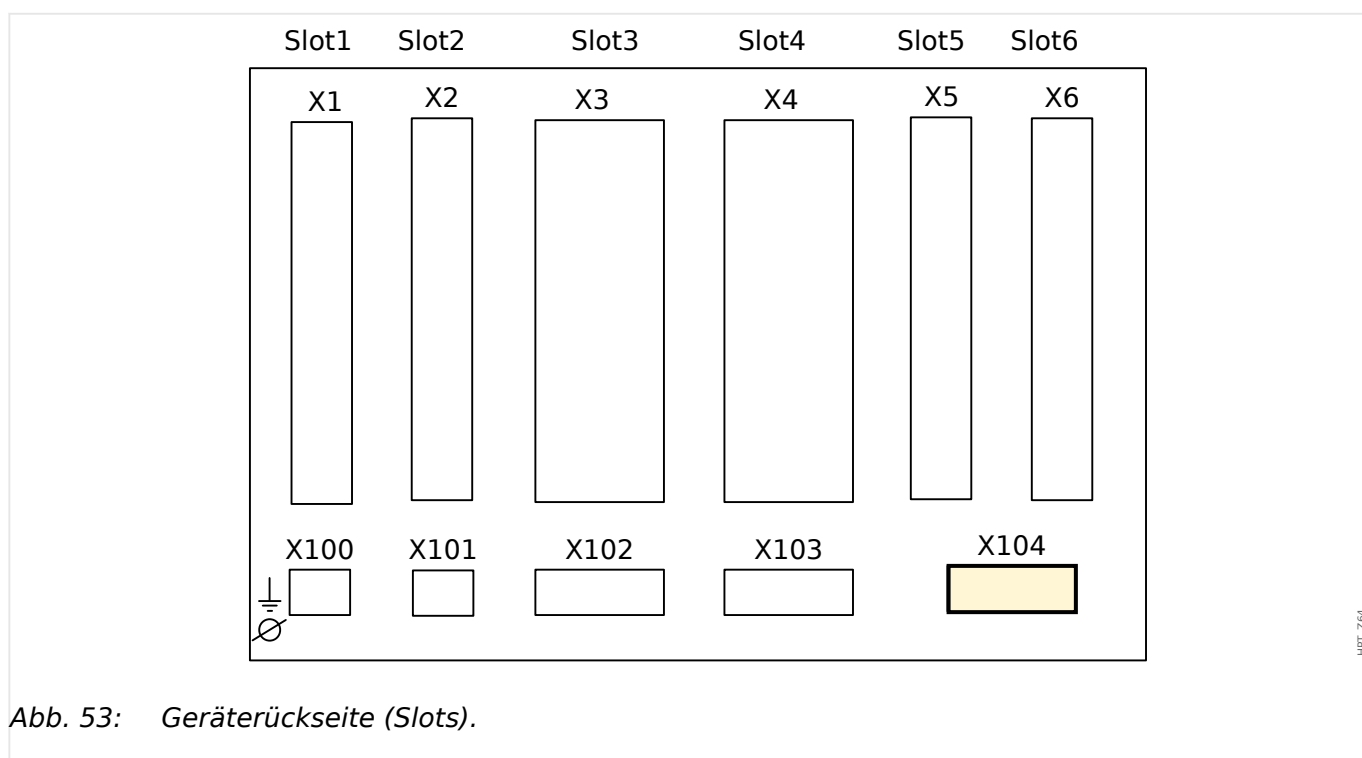 Slot1 Slot2 Slot3 Slot4 Slot5 Slot6
X1 X2 X3 X4 X5 X6
X100 X101 X102 X103 X104
Abb. 53: Geräterückseite (Slots).